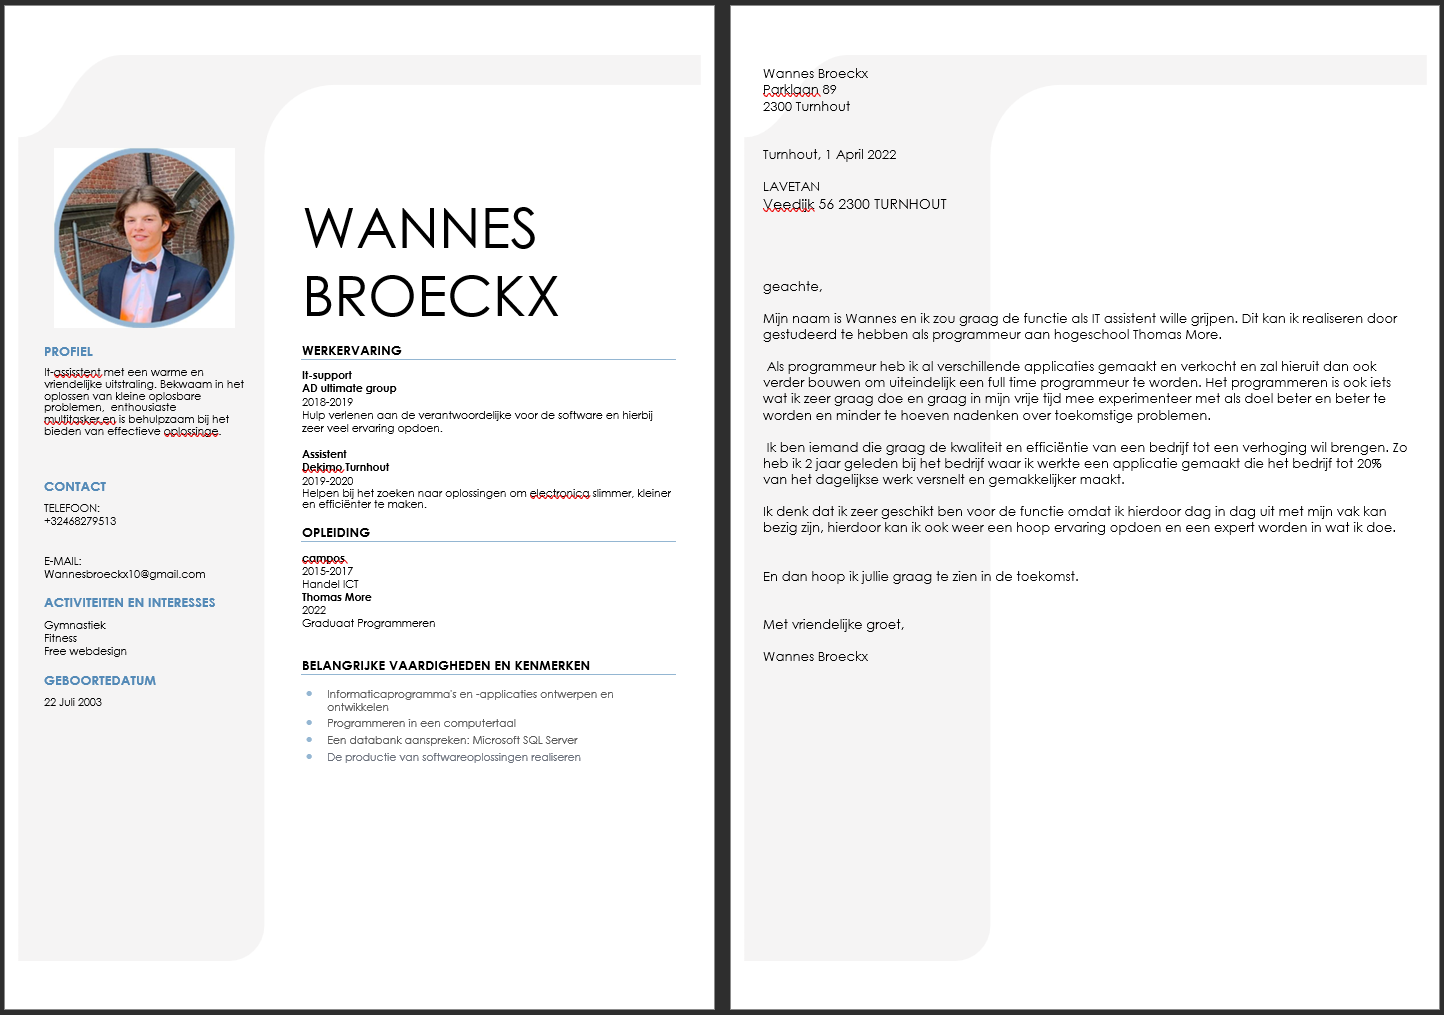 WANNES
BROECKX
PROFIEL
It-assisstent met een warme en
vriendelijke uitstraling. Bekwaam in het
oplossen van kleine oplosbare
problemen,  enthousiaste
multitasker en is behulpzaam bij het
bieden van effectieve oplossinge.
CONTACT
TELEFOON:
+32468279513
E-MAIL:
Wannesbroeckx10@gmail.com
ACTIVITEITEN EN INTERESSES
Gymnastiek
Fitness
Free webdesign
GEBOORTEDATUM
22 Juli 2003
WERKERVARING
It-support
AD ultimate group
2018-2019
Hulp verlenen aan de verantwoordelijke voor de software en hierbij
zeer veel ervaring opdoen.
Assistent
Dekimo Turnhout
2019-2020
Helpen bij het zoeken naar oplossingen om electronica slimmer, kleiner
en efficiënter te maken.
OPLEIDING
campos
2015-2017
Handel ICT
Thomas More
2022
Graduaat Programmeren
BELANGRIJKE VAARDIGHEDEN EN KENMERKEN
Informaticaprogramma's en -applicaties ontwerpen en
ontwikkelen
Programmeren in een computertaal
Een databank aanspreken: Microsoft SQL Server
De productie van softwareoplossingen realiseren
Wannes Broeckx
Parklaan 89
2300 Turnhout
Turnhout, 1 April 2022
LAVETAN
Veedijk 56 2300 TURNHOUT
geachte,
Mijn naam is Wannes en ik zou graag de functie als IT assistent wille grijpen. Dit kan ik realiseren door
gestudeerd te hebben als programmeur aan hogeschool Thomas More.
Als programmeur heb ik al verschillende applicaties gemaakt en verkocht en zal hieruit dan ook
verder bouwen om uiteindelijk een full time programmeur te worden. Het programmeren is ook iets
wat ik zeer graag doe en graag in mijn vrije tijd mee experimenteer met als doel beter en beter te
worden en minder te hoeven nadenken over toekomstige problemen.
Ik ben iemand die graag de kwaliteit en efficiëntie van een bedrijf tot een verhoging wil brengen. Zo
heb ik 2 jaar geleden bij het bedrijf waar ik werkte een applicatie gemaakt die het bedrijf tot 20%
van het dagelijkse werk versnelt en gemakkelijker maakt.
Ik denk dat ik zeer geschikt ben voor de functie omdat ik hierdoor dag in dag uit met mijn vak kan
bezig zijn, hierdoor kan ik ook weer een hoop ervaring opdoen en een expert worden in wat ik doe.
En dan hoop ik jullie graag te zien in de toekomst.
Met vriendelijke groet,
Wannes Broeckx